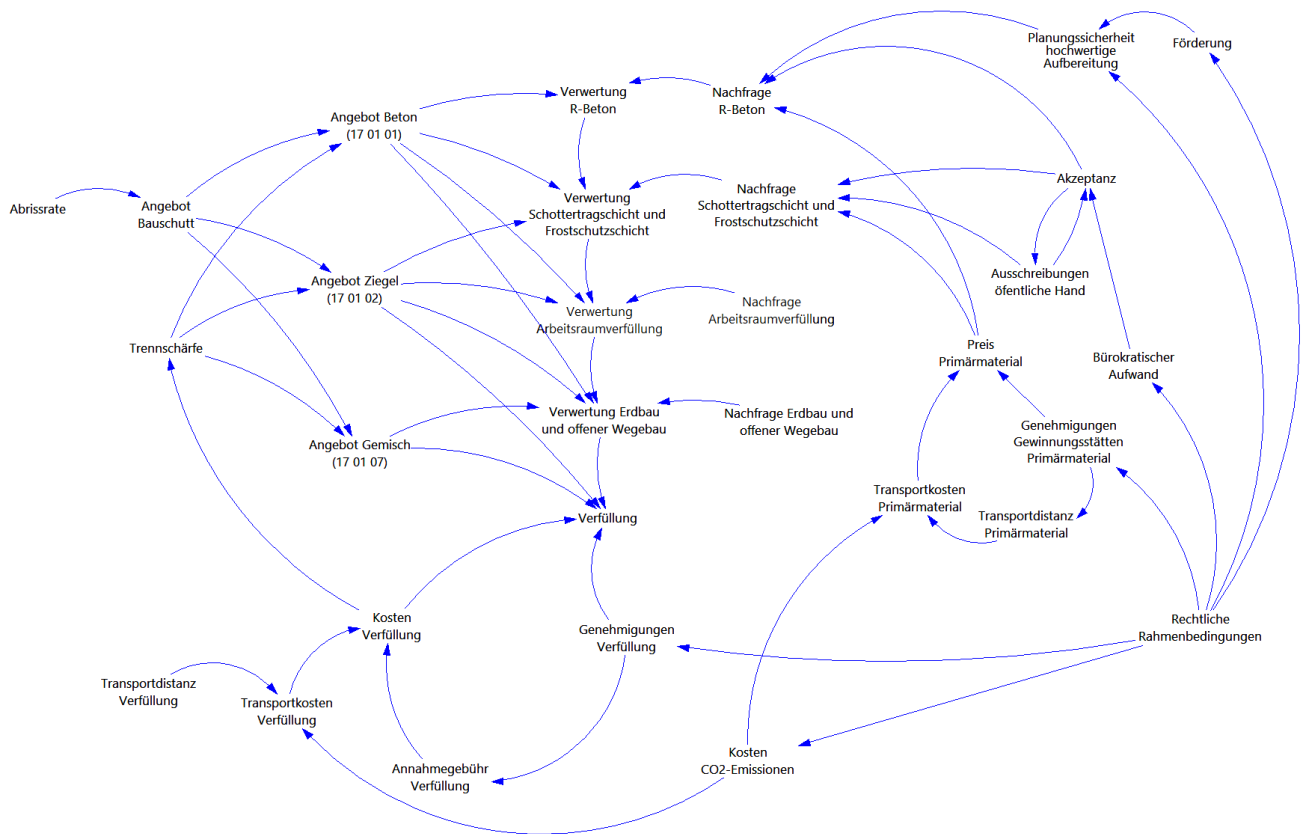 Planungssicherheit
hochwertige
Aufbereitung
Förderung
Verwertung
R-Beton
Nachfrage
R-Beton
Angebot Beton
(17 01 01)
Abrissrate
Angebot
Bauschutt
Verwertung
Schottertragschicht und
Frostschutzschicht
Nachfrage
Schottertragschicht und
Frostschutzschicht
Akzeptanz
Ausschreibungen
öfentliche Hand
Angebot Ziegel
(17 01 02)
Verwertung
Arbeitsraumverfüllung
Nachfrage
Arbeitsraumverfüllung
Trennschärfe
Preis
Primärmaterial
Bürokratischer
Aufwand
Angebot Gemisch
(17 01 07)
Verwertung Erdbau
und offener Wegebau
Nachfrage Erdbau und
offener Wegebau
Genehmigungen
Gewinnungsstätten
Primärmaterial
Transportkosten
Primärmaterial
Transportdistanz
Primärmaterial
Verfüllung
Kosten
Verfüllung
Genehmigungen
Verfüllung
Rechtliche
Rahmenbedingungen
Transportdistanz
Verfüllung
Transportkosten
Verfüllung
Annahmegebühr
Verfüllung
Kosten
CO2-Emissionen